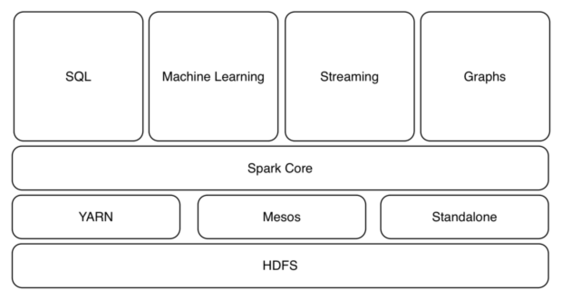 SQL
Machine Learning
Streaming
Graphs
Spark Core
YARN
Mesos
Standalone
HDFS